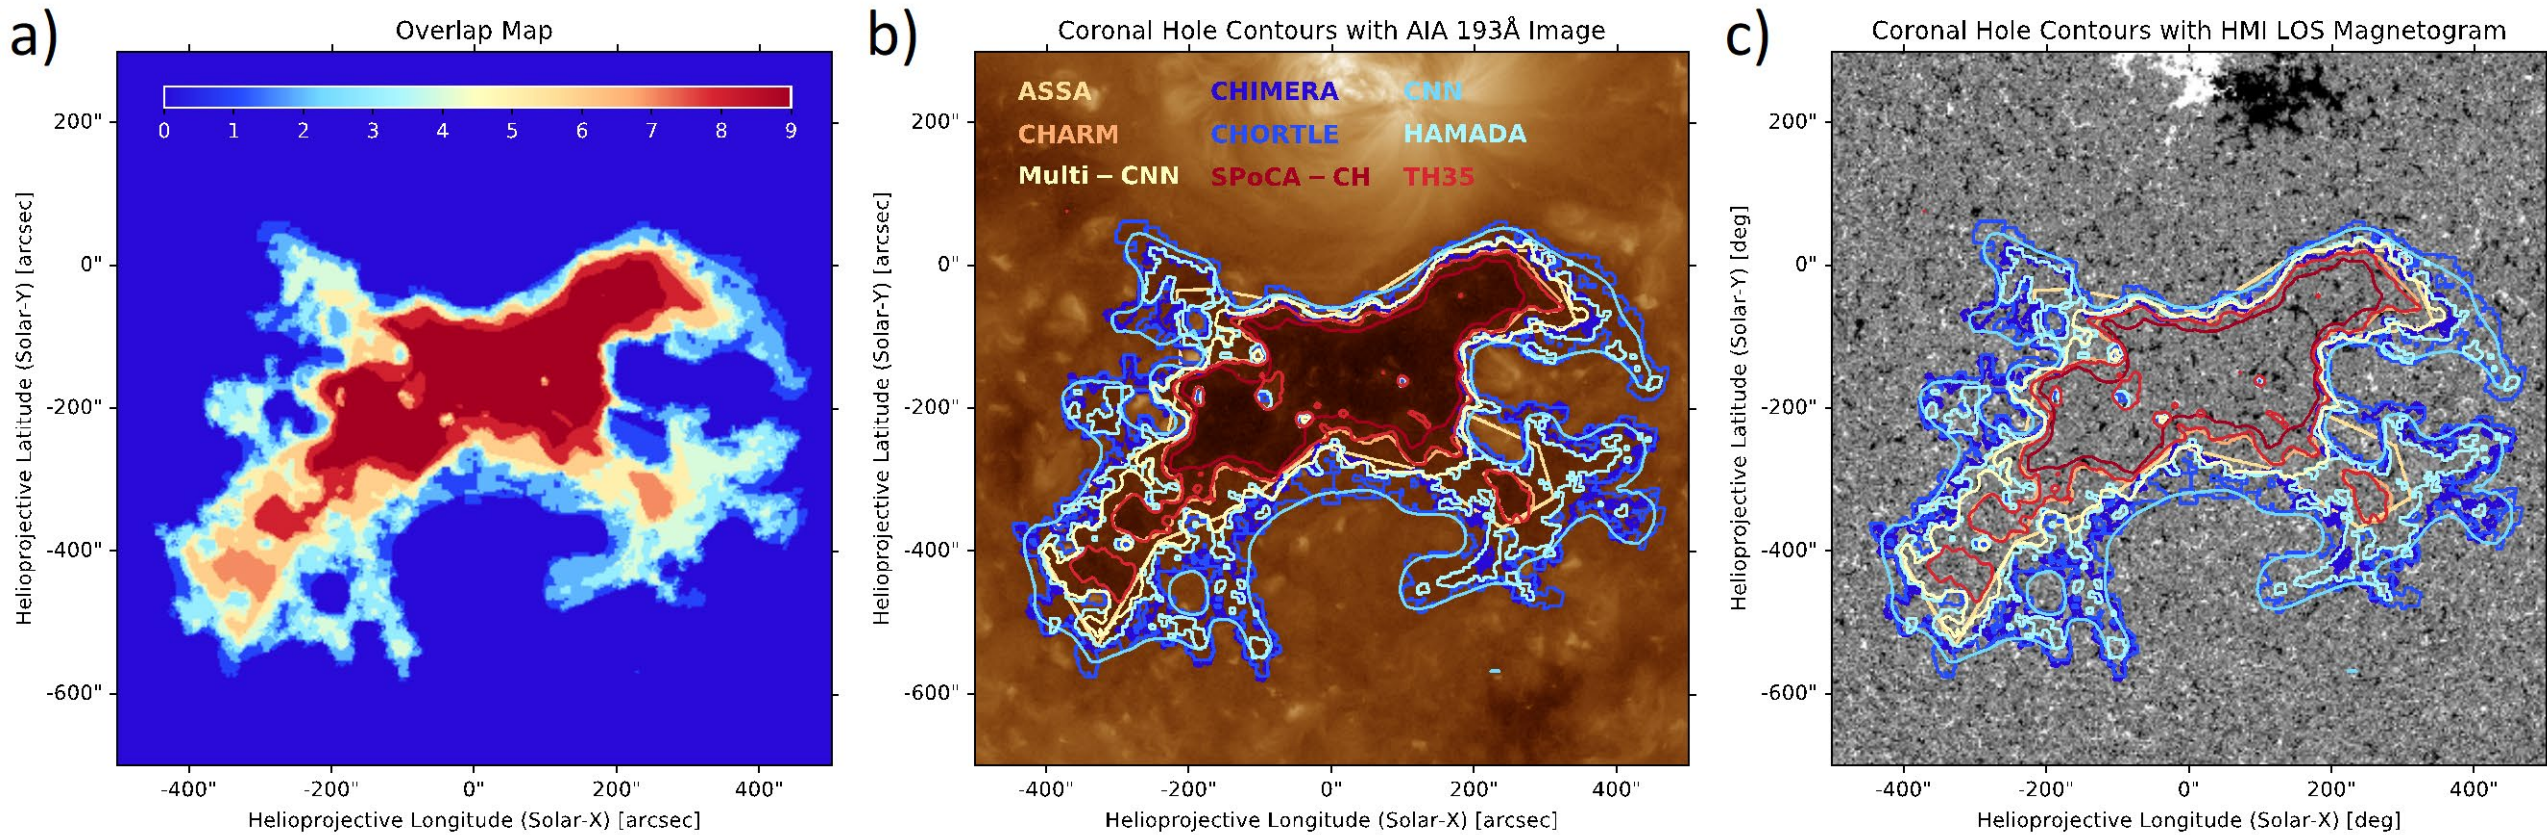 a)
Overlap Map
0 1 2 3 4 5 6 7 8 9
200"
0"
-200"
-400"
-600"
-400" -200" 0" 200" 400"
Helioprojective Latitude (Solar-Y) [arcsec]
Helioprojective Longitude (Solar-X) [arcsec]
b)
Coronal Hole Contours with AIA 193Å Image
ASSA CHIMERA CNN
CHARM CHORTLE HAMADA
Multi – CNN SPoCA – CH TH35
200"
0"
-200"
-400"
-600"
-400" -200" 0" 200" 400"
Helioprojective Latitude (Solar-Y) [arcsec]
Helioprojective Longitude (Solar-X) [arcsec]
c)
Coronal Hole Contours with HMI LOS Magnetogram
200"
0"
-200"
-400"
-600"
-400" -200" 0" 200" 400"
Helioprojective Latitude (Solar-Y) [deg]
Helioprojective Longitude (Solar-X) [deg]